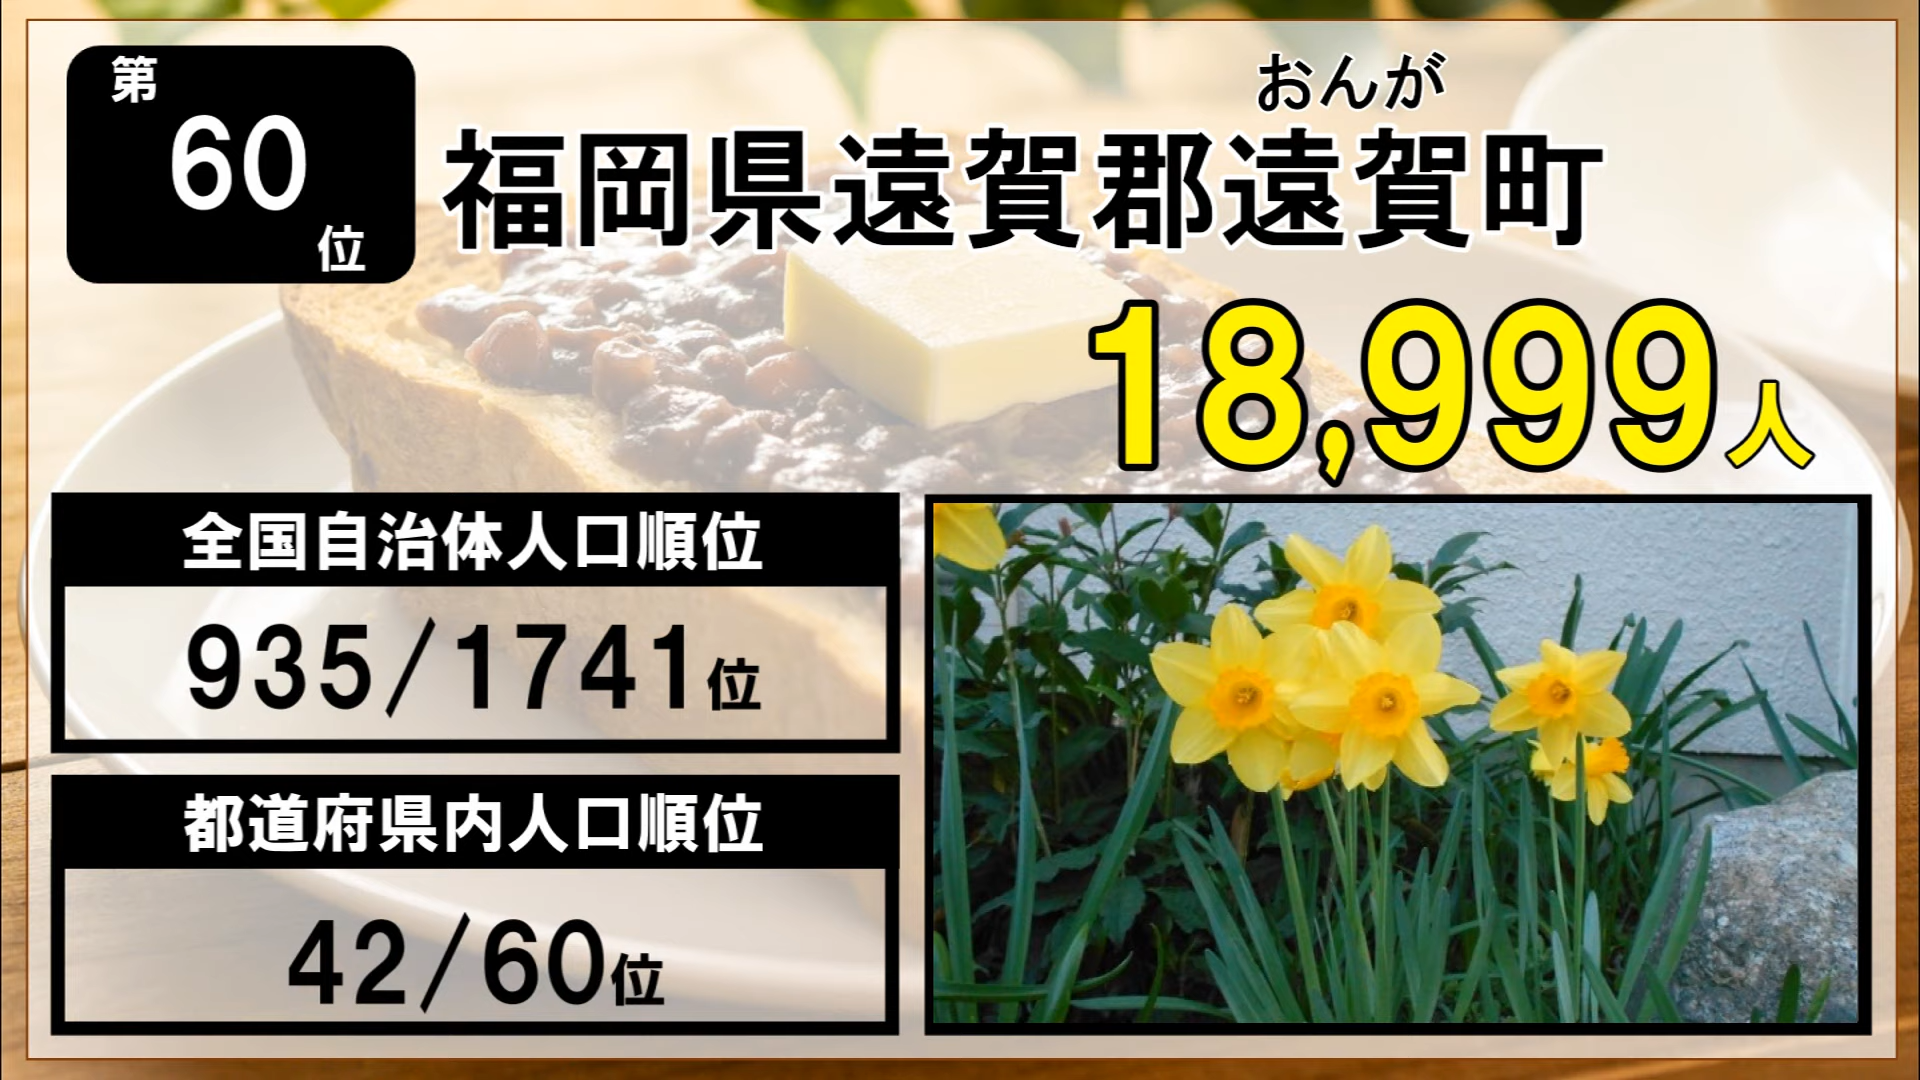 第
60
位
おんが
福岡県遠賀郡遠賀町
18,999人
全国自治体人口順位
935/1741位
都道府県内人口順位
42/60位